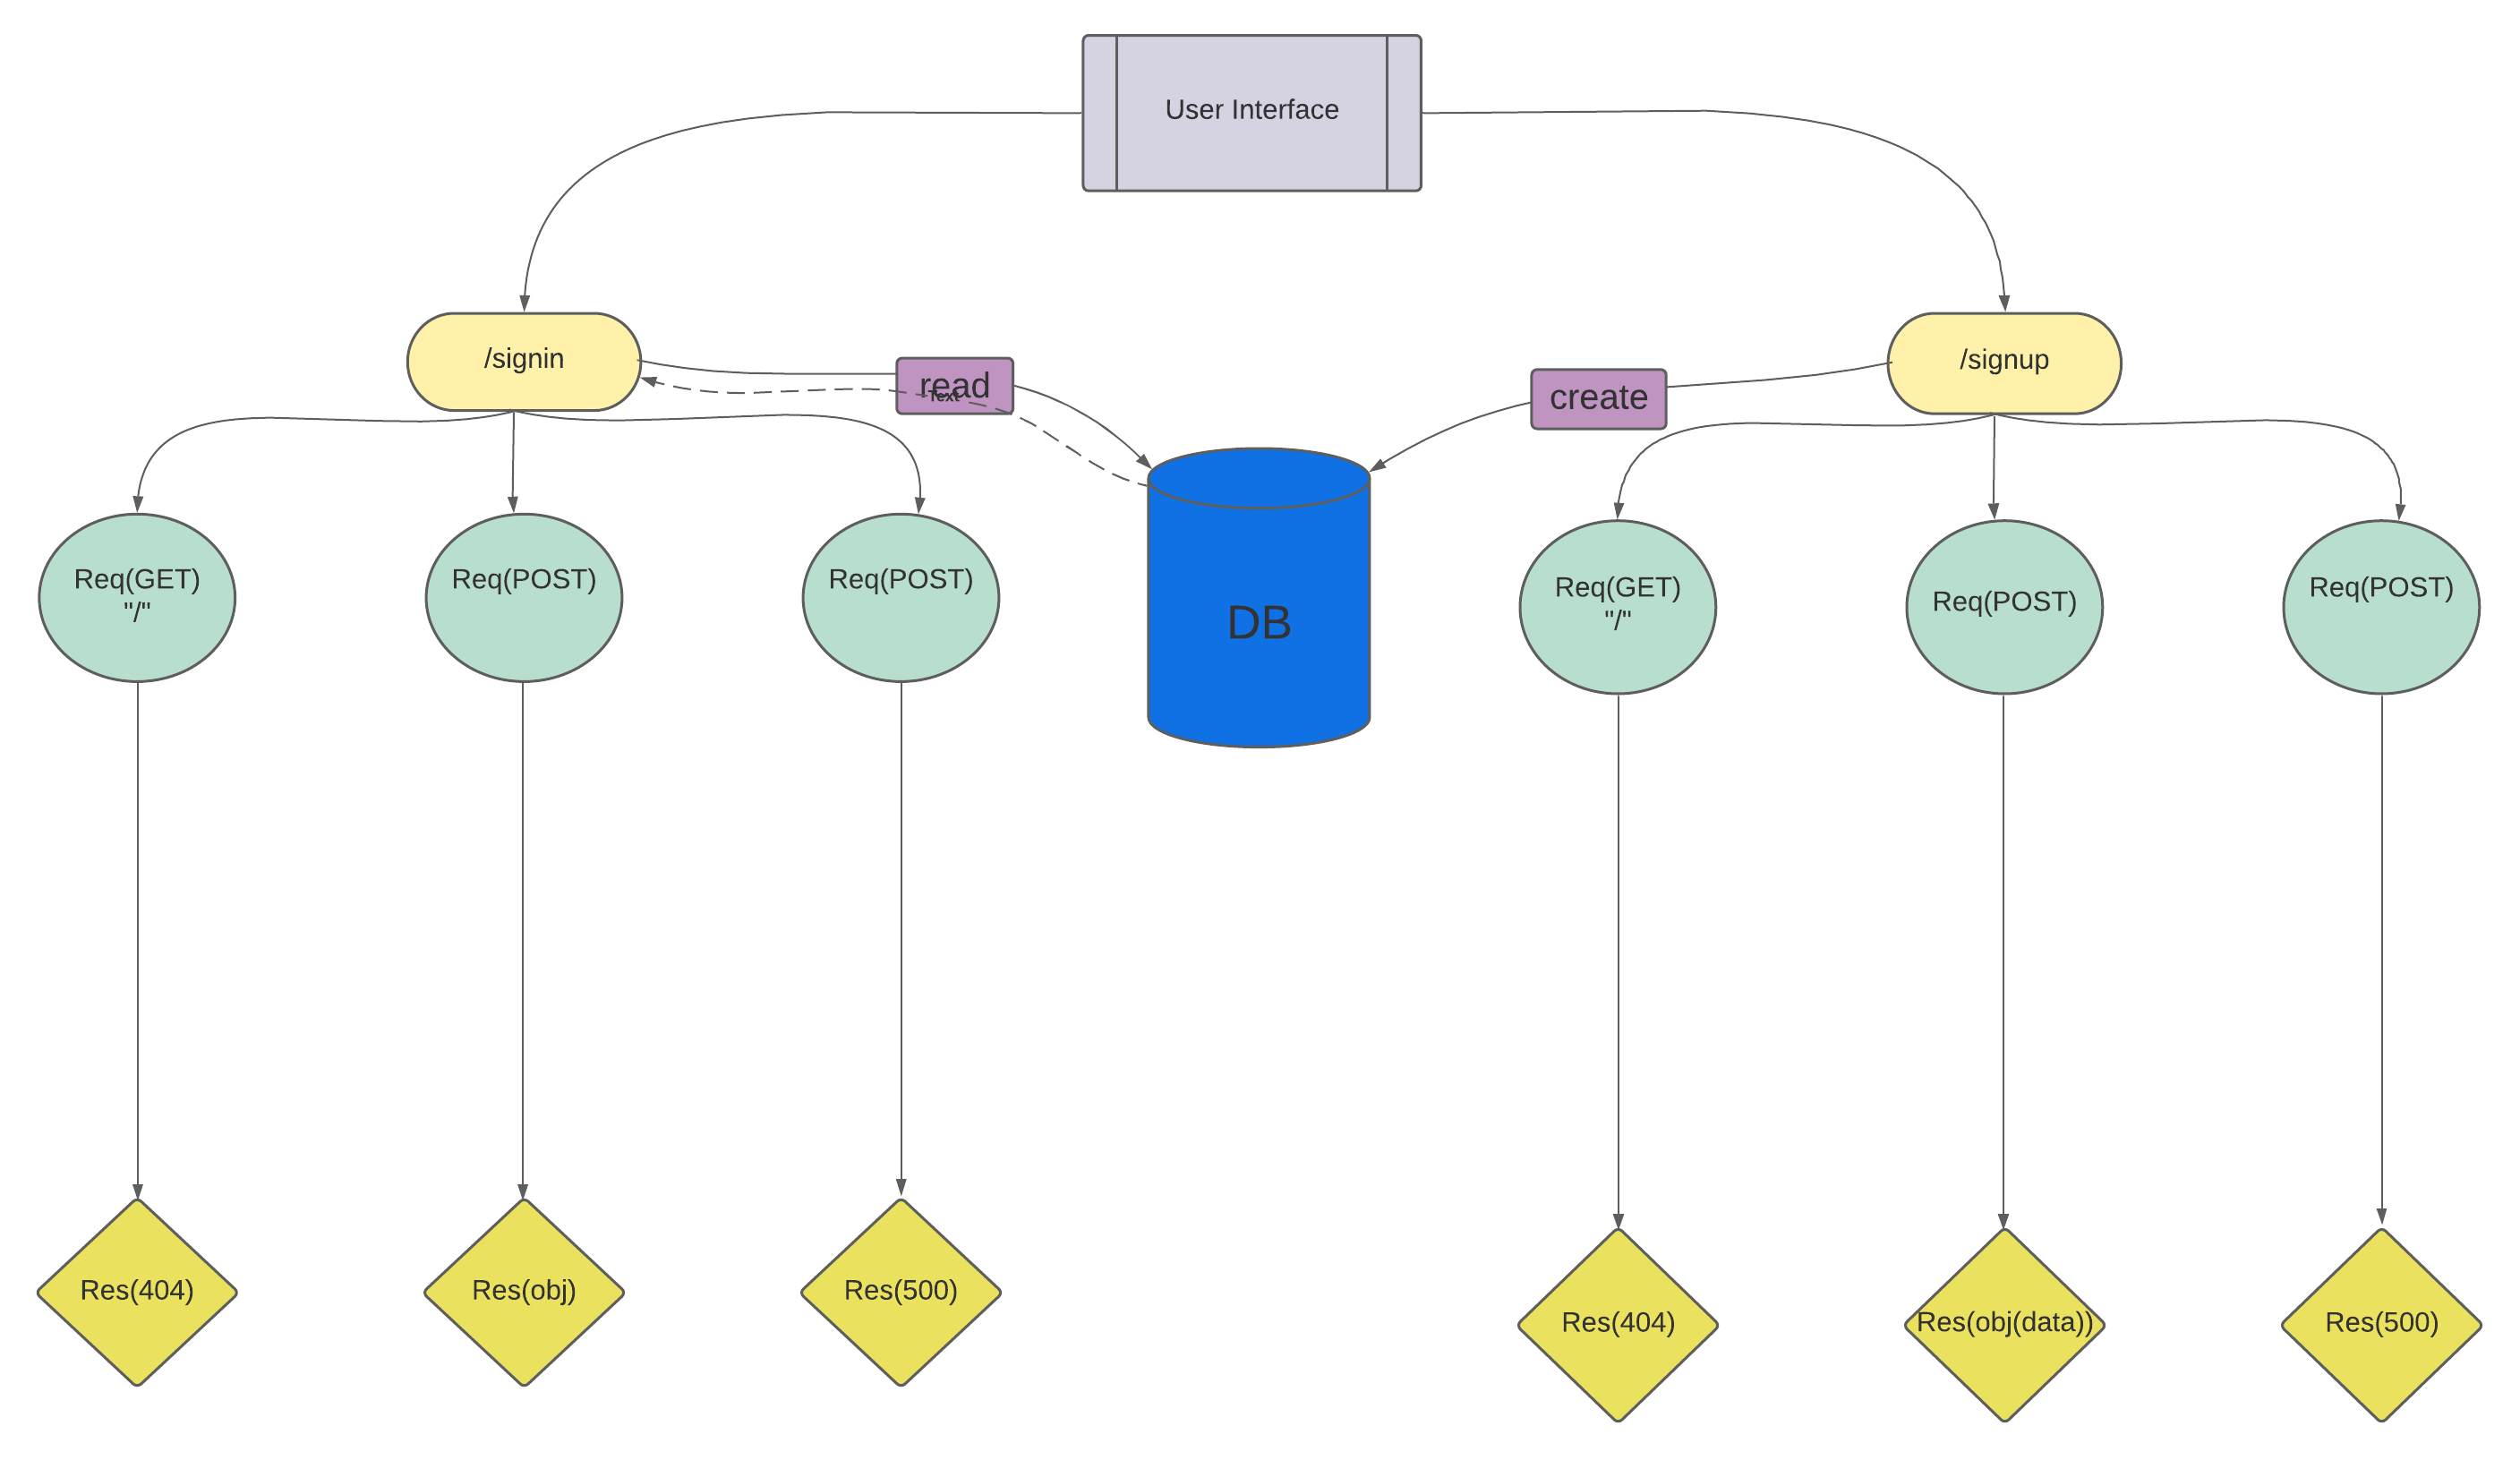 User Interface
/signin
/signup
read
Text
create
Req(GET)
"/"
Req(POST)
Req(POST)
DB
Req(GET)
"/"
Req(POST)
Req(POST)
Res(404)
Res(obj)
Res(500)
Res(404)
Res(obj(data))
Res(500)